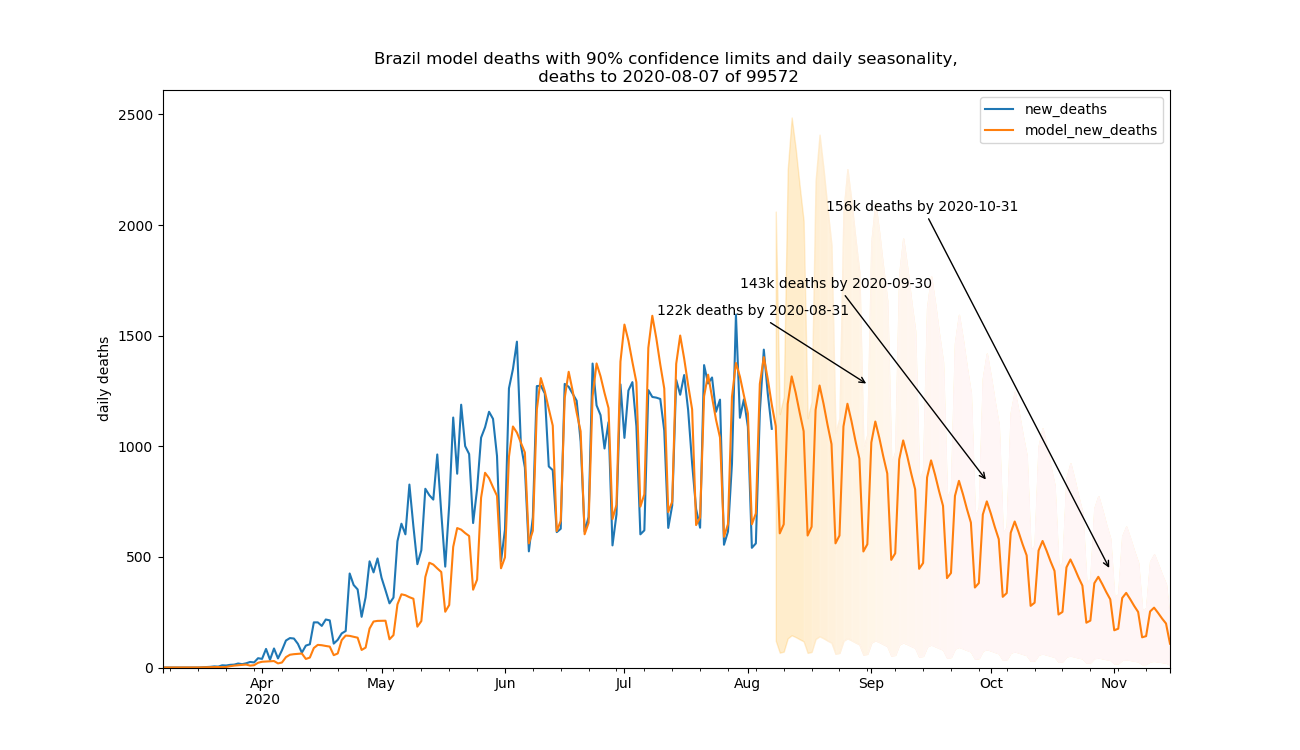 Brazil model deaths with 90% confidence limits and daily seasonality,
deaths to 2020-08-07 of 99572
new_deaths
model_new_deaths
daily deaths
2500
2000
1500
1000
500
0
156k deaths by 2020-10-31
143k deaths by 2020-09-30
122k deaths by 2020-08-31
Apr
2020
May
Jun
Jul
Aug
Sep
Oct
Nov